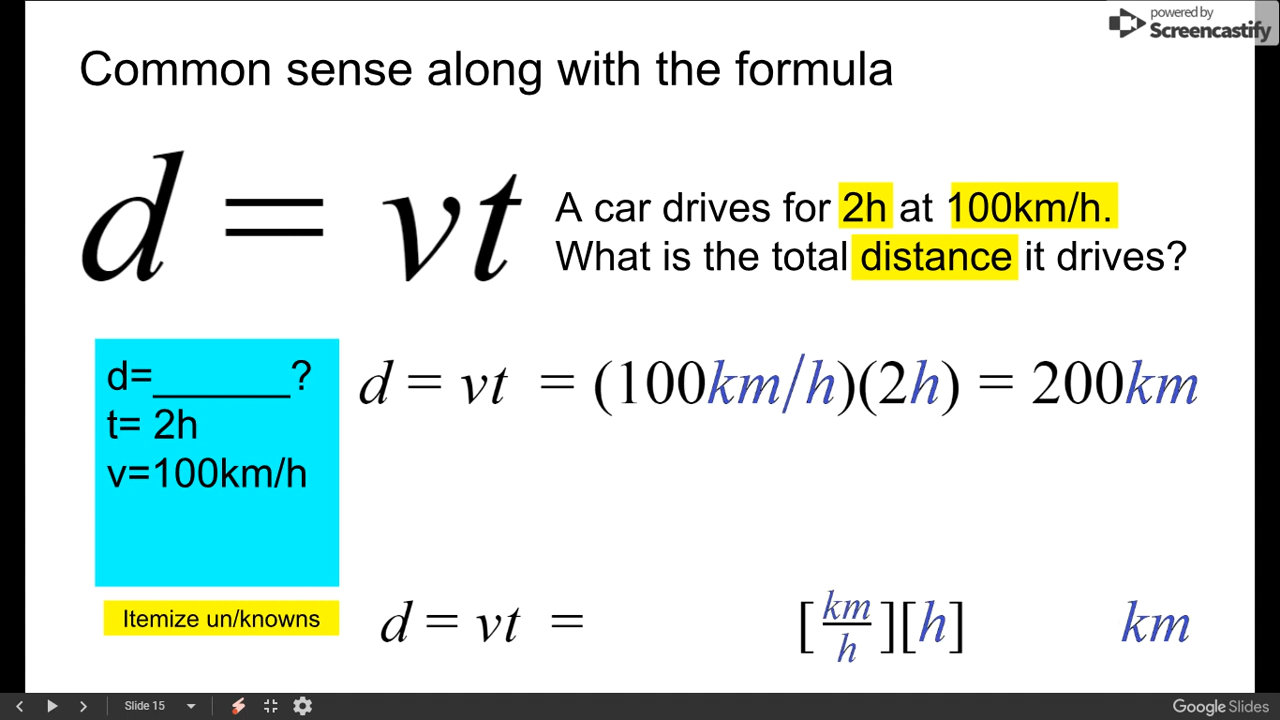 powered by
Screencastify
Common sense along with the formula
d = vt
A car drives for 2h at 100km/h.
What is the total distance it drives?
d=______?
t= 2h
v=100km/h
d = vt = (100km/h)(2h) = 200km
Itemize un/knowns
d = vt = [km/h][h] km
Slide 15
Google Slides